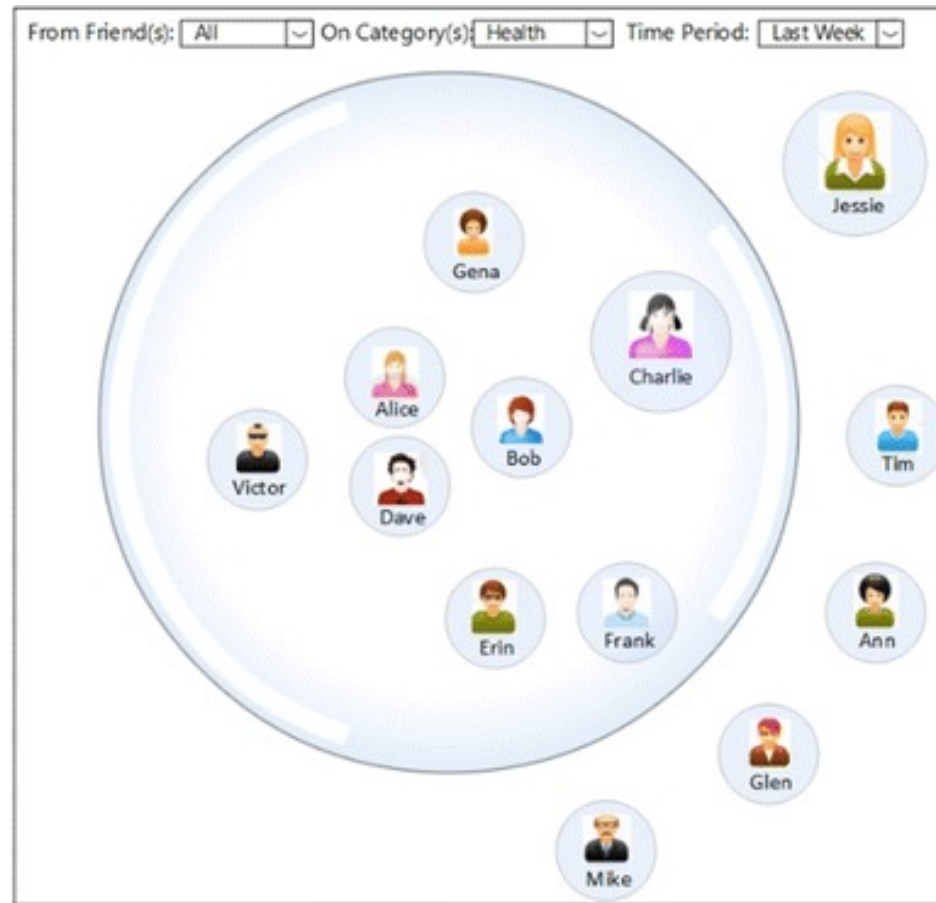 From Friend(s): All On Category(s): Health Time Period: Last Week
Jessie
Gena
Charlie
Alice
Bob
Tim
Victor
Dave
Erin
Frank
Ann
Glen
Mike